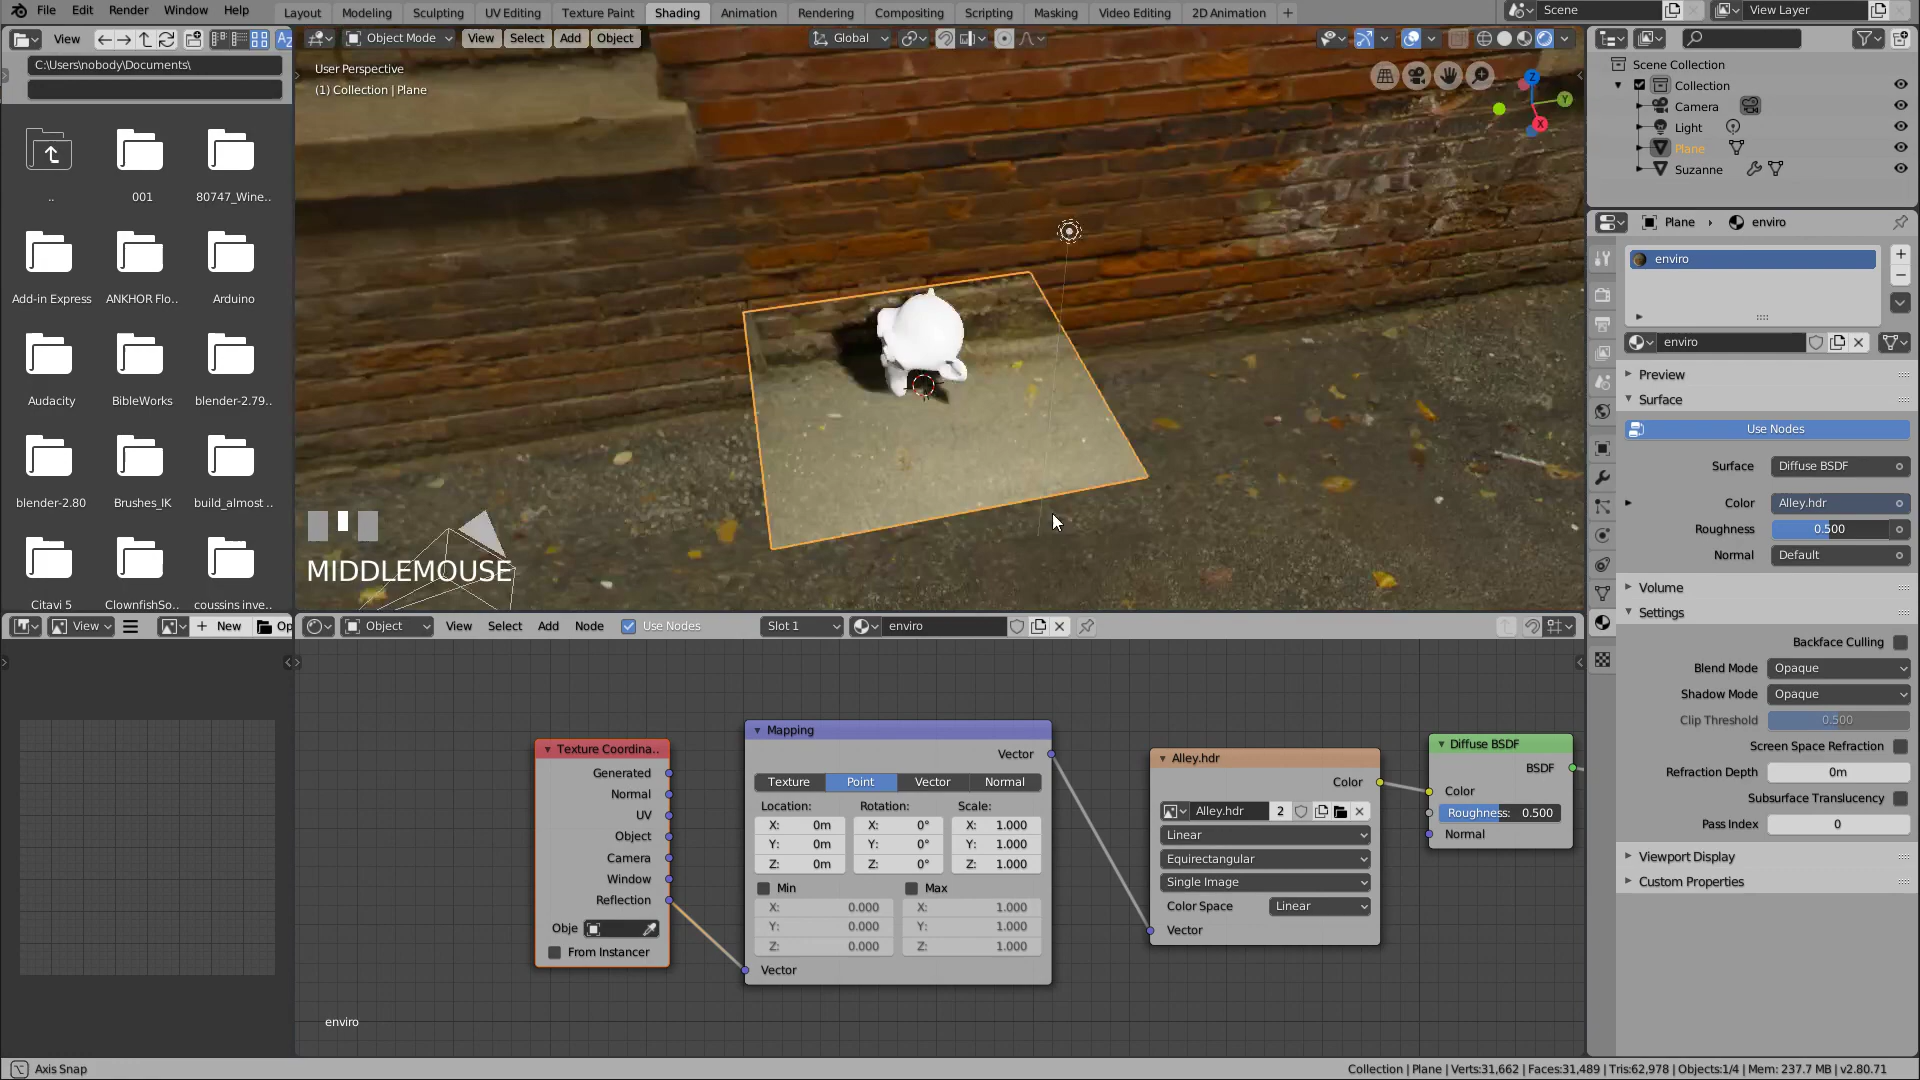 File Edit Render Window Help
Layout Modeling Sculpting UV Editing Texture Paint Shading Animation Rendering Compositing Scripting Masking Video Editing 2D Animation +
Scene
View Layer
View
C:\Users\nobody\Documents\
Object Mode View Select Add Object
Global
User Perspective
(1) Collection | Plane
Z
Y
X
..
001
80747_Wine..
Add-in Express
ANKHOR Flo..
Arduino
Audacity
BibleWorks
blender-2.79..
blender-2.80
Brushes_IK
build_almost ..
Citavi 5
ClownfishSo..
coussins inve..
MIDDLEMOUSE
Scene Collection
Collection
Camera
Light
Plane
Suzanne
Plane › enviro
enviro
enviro
Preview
Surface
Use Nodes
Surface Diffuse BSDF
Color Alley.hdr
Roughness 0.500
Normal Default
Volume
Settings
Backface Culling
Blend Mode Opaque
Shadow Mode Opaque
Clip Threshold 0.500
Screen Space Refraction
Refraction Depth 0m
Subsurface Translucency
Pass Index 0
Viewport Display
Custom Properties
View + New Op
Object View Select Add Node Use Nodes Slot 1 enviro
Texture Coordina..
Generated
Normal
UV
Object
Camera
Window
Reflection
Obje
From Instancer
Mapping
Vector
Texture Point Vector Normal
Location: Rotation: Scale:
X: 0m X: 0° X: 1.000
Y: 0m Y: 0° Y: 1.000
Z: 0m Z: 0° Z: 1.000
Min Max
X: 0.000 X: 1.000
Y: 0.000 Y: 1.000
Z: 0.000 Z: 1.000
Vector
Alley.hdr
Color
Alley.hdr 2
Linear
Equirectangular
Single Image
Color Space Linear
Vector
Diffuse BSDF
BSDF
Color
Roughness: 0.500
Normal
enviro
Axis Snap
Collection | Plane | Verts:31,662 | Faces:31,489 | Tris:62,978 | Objects:1/4 | Mem: 237.7 MB | v2.80.71